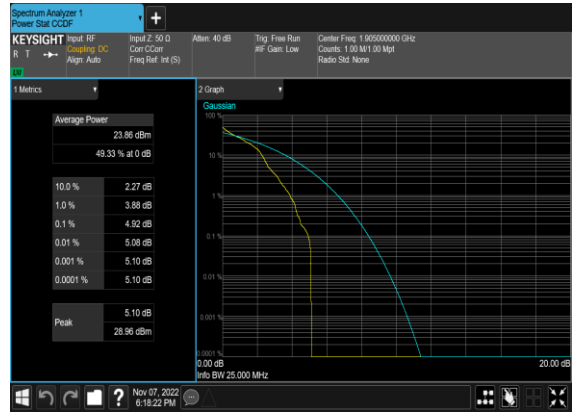 Spectrum Analyzer 1
Power Stat CCDF
+
KEYSIGHT
R T
LW
Input: RF
Coupling: DC
Align: Auto
Input Z: 50 Ω
Corr CCorr
Freq Ref: Int (S)
Atten: 40 dB
Trig: Free Run
#IF Gain: Low
Center Freq: 1.905000000 GHz
Counts: 1.00 M/1.00 Mpt
Radio Std: None
1 Metrics
Average Power
23.86 dBm
49.33 % at 0 dB
10.0 % 2.27 dB
1.0 % 3.88 dB
0.1 % 4.92 dB
0.01 % 5.08 dB
0.001 % 5.10 dB
0.0001 % 5.10 dB
Peak
5.10 dB
28.96 dBm
2 Graph
Gaussian
100 %
10 %
1 %
0.1 %
0.01 %
0.001 %
0.0001 %
0.00 dB
20.00 dB
Info BW 25.000 MHz
?
Nov 07, 2022
6:18:22 PM